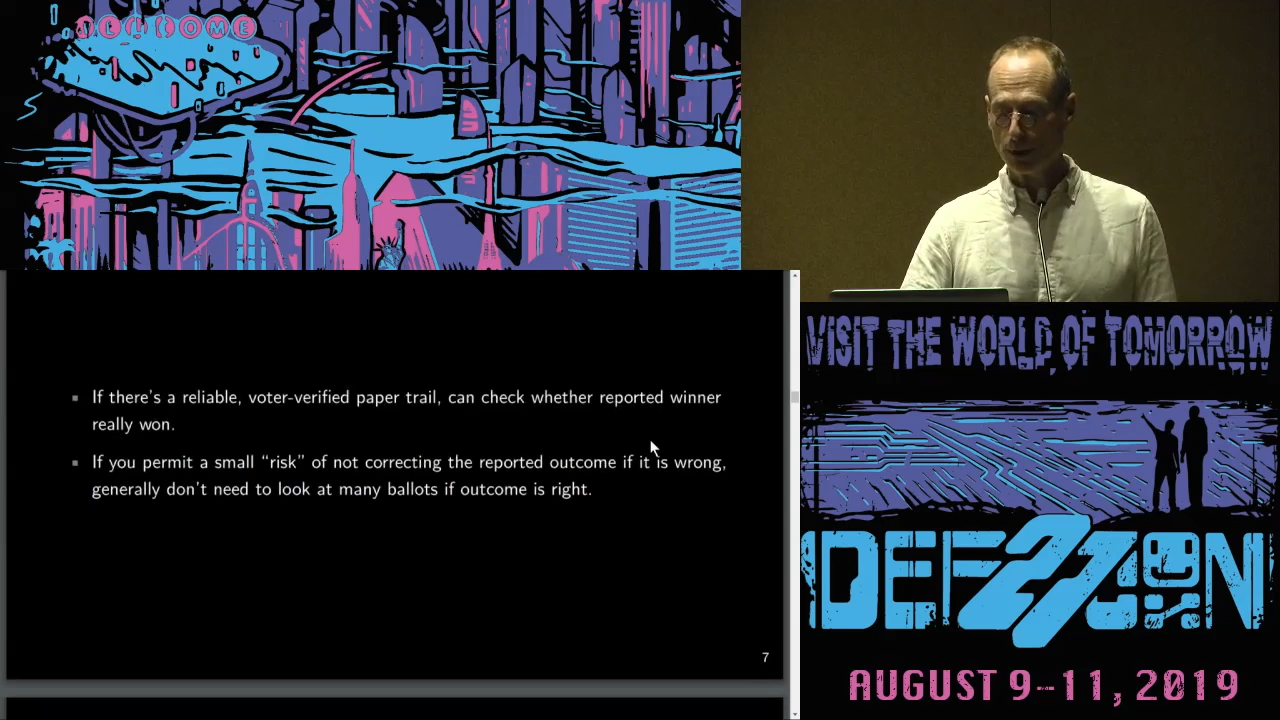 WELCOME
▪ If there's a reliable, voter-verified paper trail, can check whether reported winner
really won.
▪ If you permit a small “risk” of not correcting the reported outcome if it is wrong,
generally don't need to look at many ballots if outcome is right.
7
VISIT THE WORLD OF TOMORROW
DEF 27 CON
AUGUST 9-11, 2019